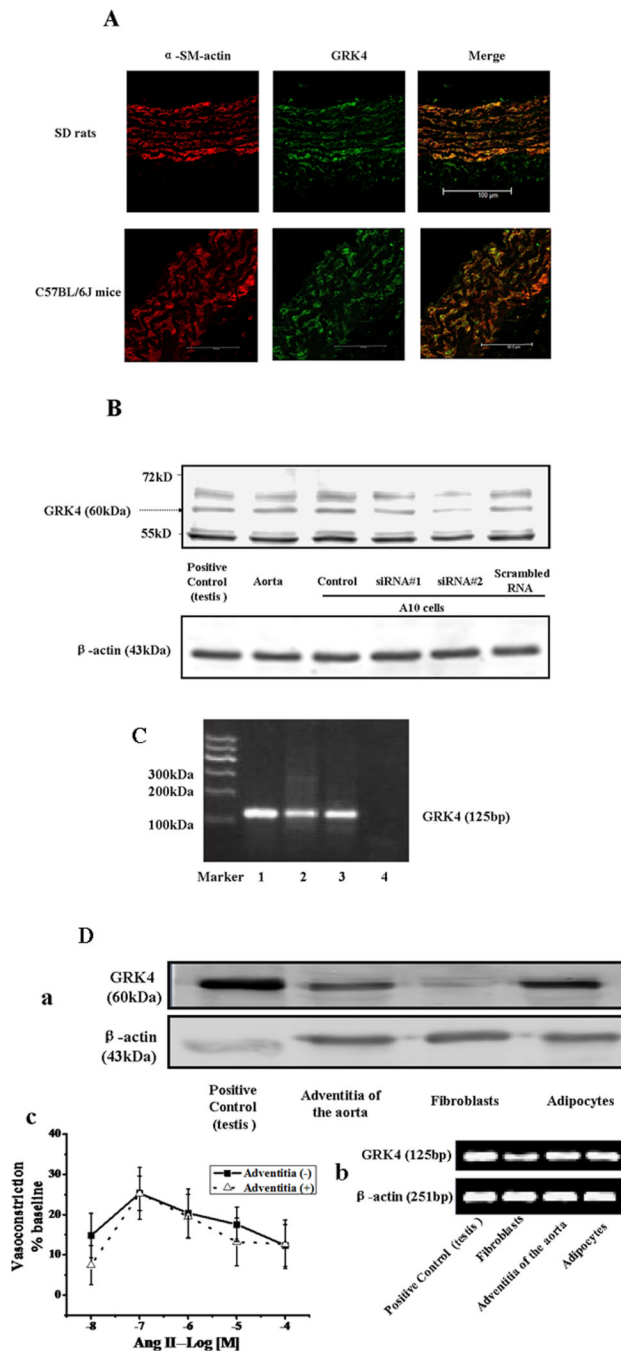 A
α -SM-actin GRK4 Merge
SD rats
100 μm
C57BL/6J mice
B
72kD
GRK4 (60kDa)
55kD
Positive Control (testis ) Aorta Control siRNA#1 siRNA#2 Scrambled RNA
A10 cells
β -actin (43kDa)
C
300kDa
200kDa
100kDa
GRK4 (125bp)
Marker 1 2 3 4
D
a
GRK4 (60kDa)
β -actin (43kDa)
Positive Control (testis ) Adventitia of the aorta Fibroblasts Adipocytes
c
Vasoconstriction % baseline
40
30
20
10
0
Adventitia (-)
Adventitia (+)
-8 -7 -6 -5 -4
Ang II—Log [M]
b
GRK4 (125bp)
β -actin (251bp)
Positive Control (testis) Fibroblasts Adventitia of the aorta Adipocytes